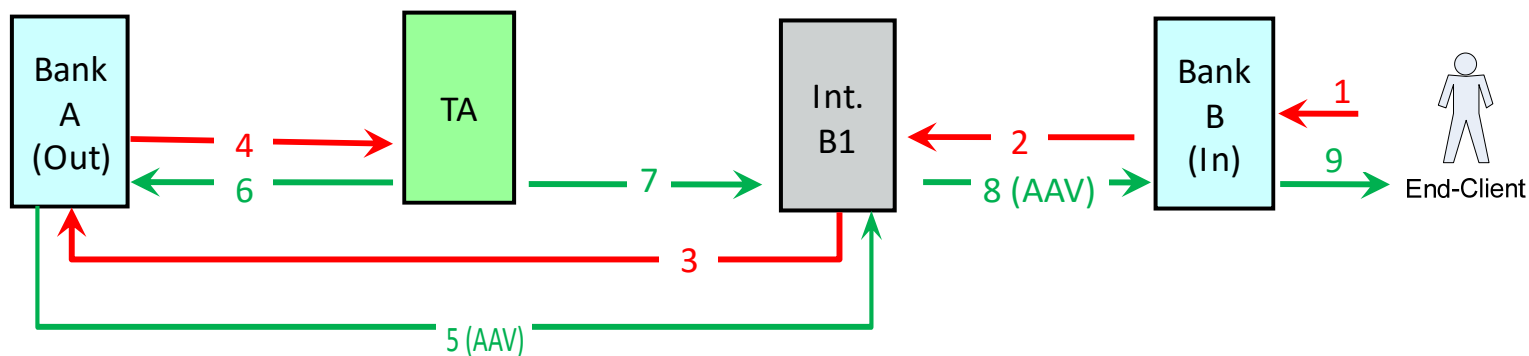 Bank
A
(Out)
TA
Int.
B1
Bank
B
(In)
1
2
4
6
7
8 (AAV)
9
End-Client
3
5 (AAV)